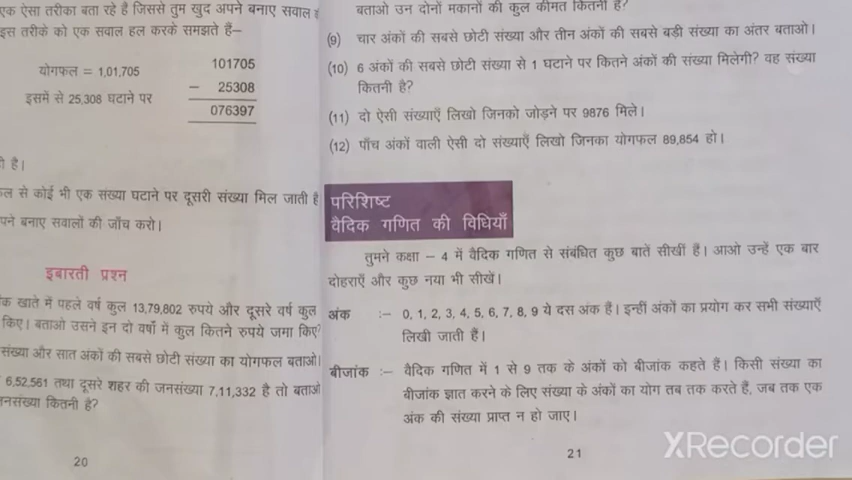 एक ऐसा तरीका बता रहे है जिससे तुम खुद अपने बनाए सवाल
इस तरीके को एक सवाल हल करके समझते हैं—
योगफल = 1,01,705
101705
इसमें से 25,308 घटाने पर
– 25308
076397
है।
से कोई भी एक संख्या घटाने पर दूसरी संख्या मिल जाती है
बनाए सवालों की जाँच करो।
इबारती प्रश्न
खाते में पहले वर्ष कुल 13,79,802 रुपये और दूसरे वर्ष कुल
किए। बताओ उसने इन दो वर्षों में कुल कितने रुपये जमा किए?
संख्या और सात अंकों की सबसे छोटी संख्या का योगफल बताओ।
6,52,561 तथा दूसरे शहर की जनसंख्या 7,11,332 है तो बताओ
कितनी है?
20
बताओ उन दोनों मकानों की कुल कीमत कितनी है?
(9) चार अंकों की सबसे छोटी संख्या और तीन अंकों की सबसे बड़ी संख्या का अंतर बताओ।
(10) 6 अंकों की सबसे छोटी संख्या से 1 घटाने पर कितने अंकों की संख्या मिलेगी? वह संख्या
कितनी है?
(11) दो ऐसी संख्याएँ लिखो जिनको जोड़ने पर 9876 मिले।
(12) पाँच अंकों वाली ऐसी दो संख्याएँ लिखो जिनका योगफल 89,854 हो।
परिशिष्ट
वैदिक गणित की विधियाँ
तुमने कक्षा – 4 में वैदिक गणित से संबंधित कुछ बातें सीखीं है। आओ उन्हें एक बार
दोहराएँ और कुछ नया भी सीखें।
अंक :– 0, 1, 2, 3, 4, 5, 6, 7, 8, 9 ये दस अंक है। इन्हीं अंकों का प्रयोग कर सभी संख्याएँ
लिखी जाती हैं।
बीजांक :– वैदिक गणित में 1 से 9 तक के अंकों को बीजांक कहते हैं। किसी संख्या का
बीजांक ज्ञात करने के लिए संख्या के अंकों का योग तब तक करते हैं, जब तक एक
अंक की संख्या प्राप्त न हो जाए।
21
XRecorder